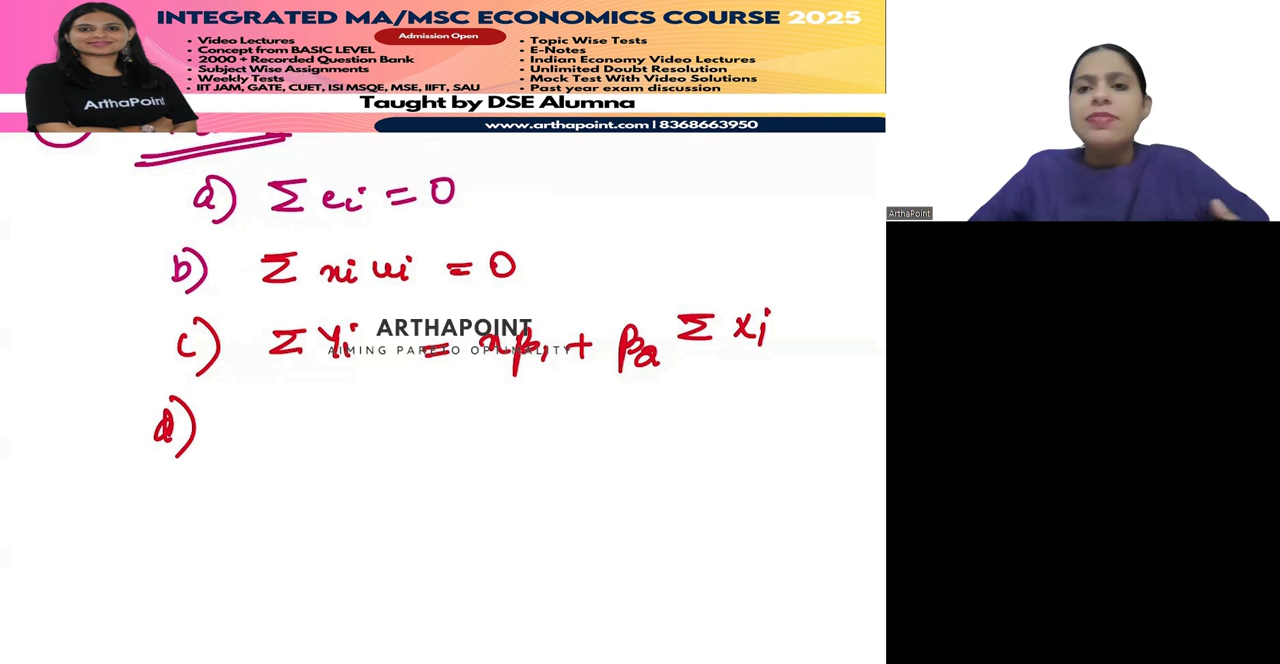 INTEGRATED MA/MSC ECONOMICS COURSE 2025
Admission Open
• Video Lectures
• Concept from BASIC LEVEL
• 2000 + Recorded Question Bank
• Subject Wise Assignments
• Weekly Tests
• IIT JAM, GATE, CUET, ISI MSQE, MSE, IIFT, SAU
• Topic Wise Tests
• E-Notes
• Indian Economy Video Lectures
• Unlimited Doubt Resolution
• Mock Test With Video Solutions
• Past year exam discussion
ArthaPoint
Taught by DSE Alumna
www.arthapoint.com | 8368663950
a) Σ ei = 0
b) Σ xi ui = 0
c) Σ Yi = nβ1 + β2 Σ Xi
ARTHAPOINT
AIMING PARETO OPTIMALITY
d)
ArthaPoint